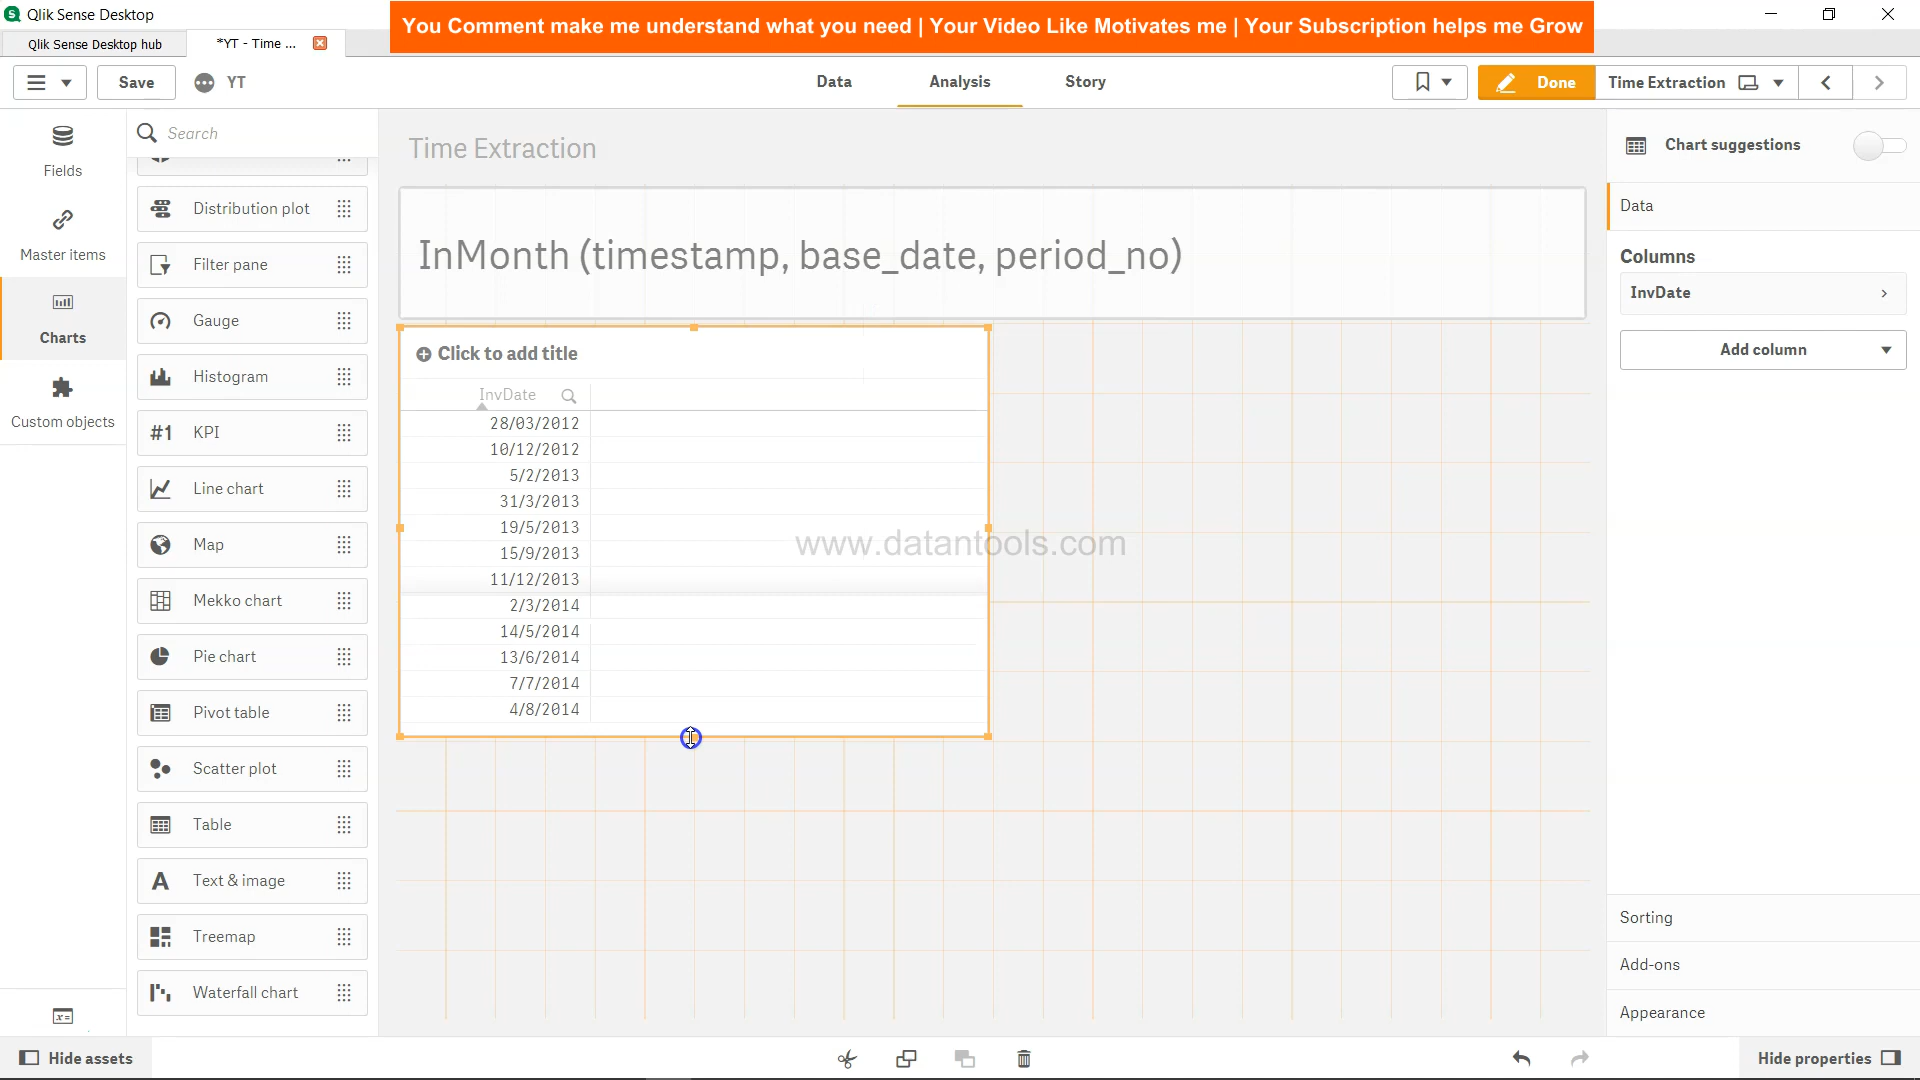 Qlik Sense Desktop
You Comment make me understand what you need | Your Video Like Motivates me | Your Subscription helps me Grow
Qlik Sense Desktop hub
*YT - Time ...
Save
YT
Data
Analysis
Story
Done
Time Extraction
Fields
Master items
Charts
Custom objects
Search
Distribution plot
Filter pane
Gauge
Histogram
#1 KPI
Line chart
Map
Mekko chart
Pie chart
Pivot table
Scatter plot
Table
A Text & image
Treemap
Waterfall chart
Time Extraction
InMonth (timestamp, base_date, period_no)
Click to add title
InvDate
28/03/2012
10/12/2012
5/2/2013
31/3/2013
19/5/2013
15/9/2013
11/12/2013
2/3/2014
14/5/2014
13/6/2014
7/7/2014
4/8/2014
www.datantools.com
Chart suggestions
Data
Columns
InvDate
Add column
Sorting
Add-ons
Appearance
Hide assets
Hide properties